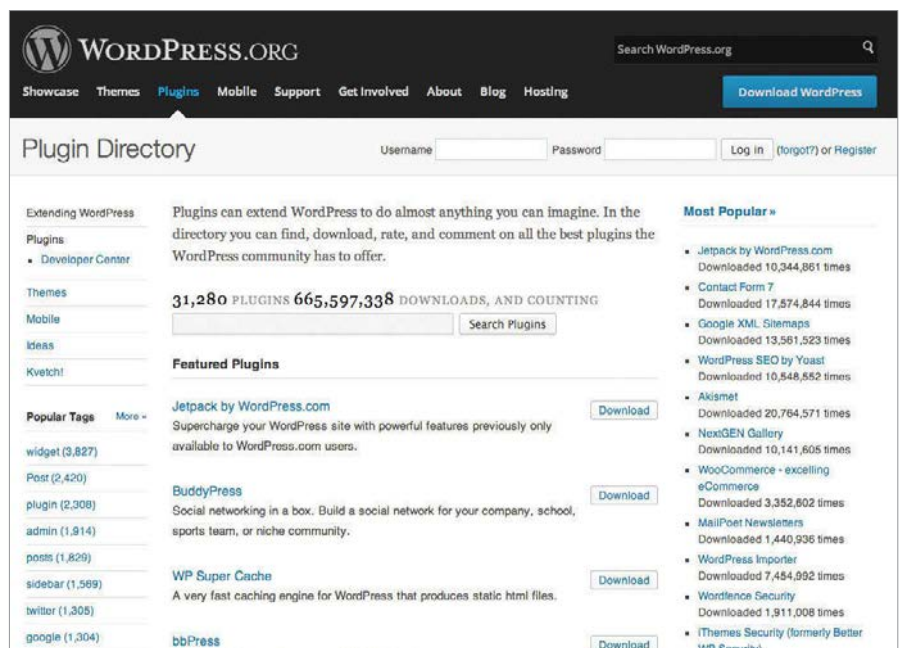 WORDPRESS.ORG
Search WordPress.org
Showcase Themes Plugins Mobile Support Get Involved About Blog Hosting
Download WordPress
Plugin Directory
Username
Password
Log in (forgot?) or Register
Extending WordPress
Plugins
Developer Center
Themes
Mobile
Ideas
Kvetch!
Popular Tags More »
widget (3,827)
Post (2,420)
plugin (2,308)
admin (1,914)
posts (1,829)
sidebar (1,569)
twitter (1,305)
google (1,304)
Plugins can extend WordPress to do almost anything you can imagine. In the
directory you can find, download, rate, and comment on all the best plugins the
WordPress community has to offer.
31,280 PLUGINS 665,597,338 DOWNLOADS, AND COUNTING
Search Plugins
Featured Plugins
Jetpack by WordPress.com
Download
Supercharge your WordPress site with powerful features previously only
available to WordPress.com users.
BuddyPress
Download
Social networking in a box. Build a social network for your company, school,
sports team, or niche community.
WP Super Cache
Download
A very fast caching engine for WordPress that produces static html files.
bbPress
Download
Most Popular »
Jetpack by WordPress.com
Downloaded 10,344,861 times
Contact Form 7
Downloaded 17,574,844 times
Google XML Sitemaps
Downloaded 13,561,523 times
WordPress SEO by Yoast
Downloaded 10,548,552 times
Akismet
Downloaded 20,764,571 times
NextGEN Gallery
Downloaded 10,141,605 times
WooCommerce - excelling
eCommerce
Downloaded 3,352,602 times
MailPoet Newsletters
Downloaded 1,440,936 times
WordPress Importer
Downloaded 7,454,992 times
Wordfence Security
Downloaded 1,911,008 times
iThemes Security (formerly Better
WP Security)